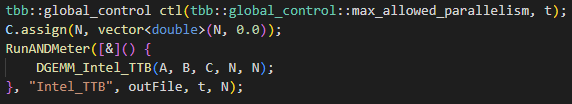 tbb::global_control ctl(tbb::global_control::max_allowed_parallelism, t);
C.assign(N, vector<double>(N, 0.0));
RunANDMeter([&]() {
    DGEMM_Intel_TTB(A, B, C, N, N);
}, "Intel_TTB", outFile, t, N);